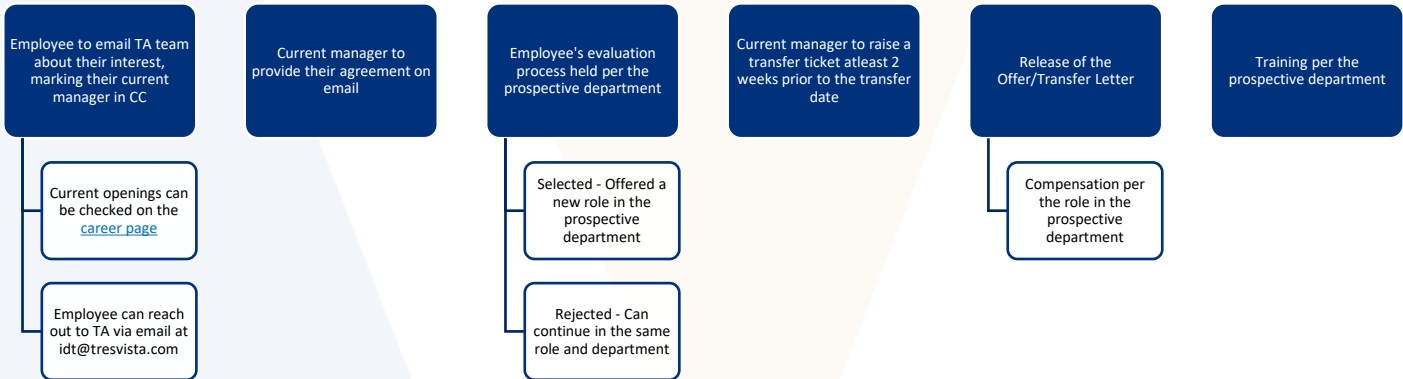 Employee to email TA team
about their interest,
marking their current
manager in CC
Current openings can
be checked on the
career page
Employee can reach
out to TA via email at
idt@tresvista.com
Current manager to
provide their agreement on
email
Employee's evaluation
process held per the
prospective department
Selected - Offered a
new role in the
prospective
department
Rejected - Can
continue in the same
role and department
Current manager to raise a
transfer ticket atleast 2
weeks prior to the transfer
date
Release of the
Offer/Transfer Letter
Compensation per
the role in the
prospective
department
Training per the
prospective department